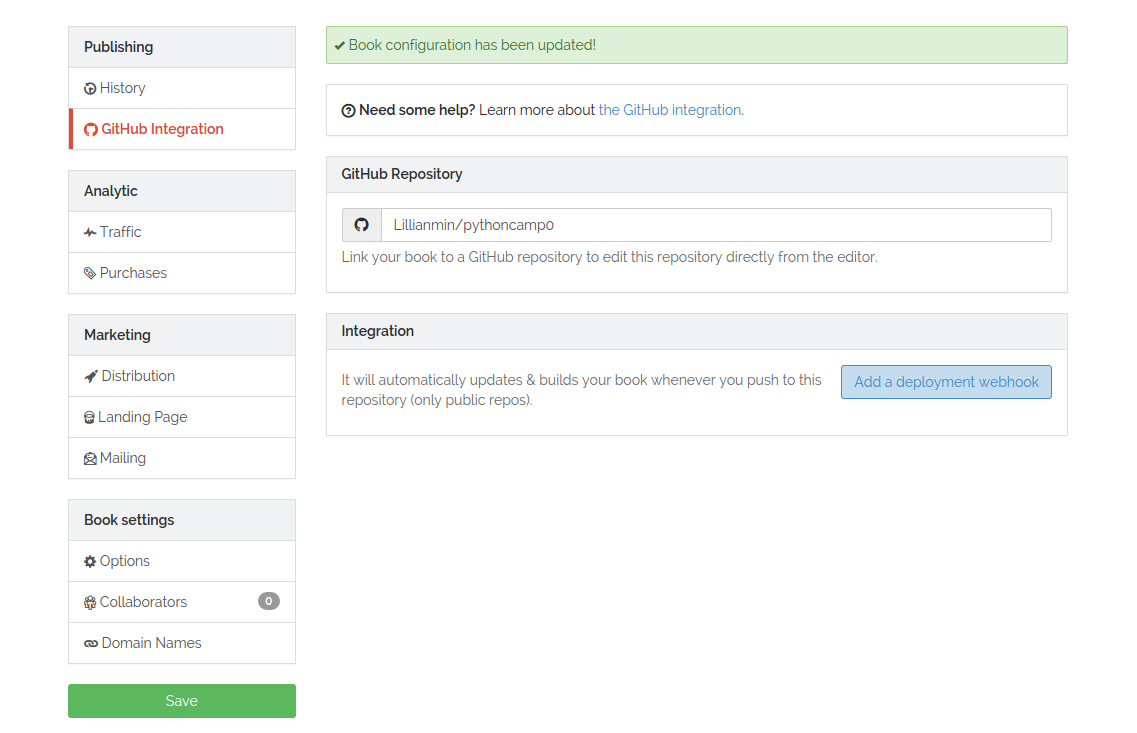 Publishing
History
GitHub Integration
Analytic
Traffic
Purchases
Marketing
Distribution
Landing Page
Mailing
Book settings
Options
Collaborators 0
Domain Names
Save
Book configuration has been updated!
Need some help? Learn more about the GitHub integration.
GitHub Repository
Lillianmin/pythoncamp0
Link your book to a GitHub repository to edit this repository directly from the editor.
Integration
It will automatically updates & builds your book whenever you push to this
repository (only public repos).
Add a deployment webhook